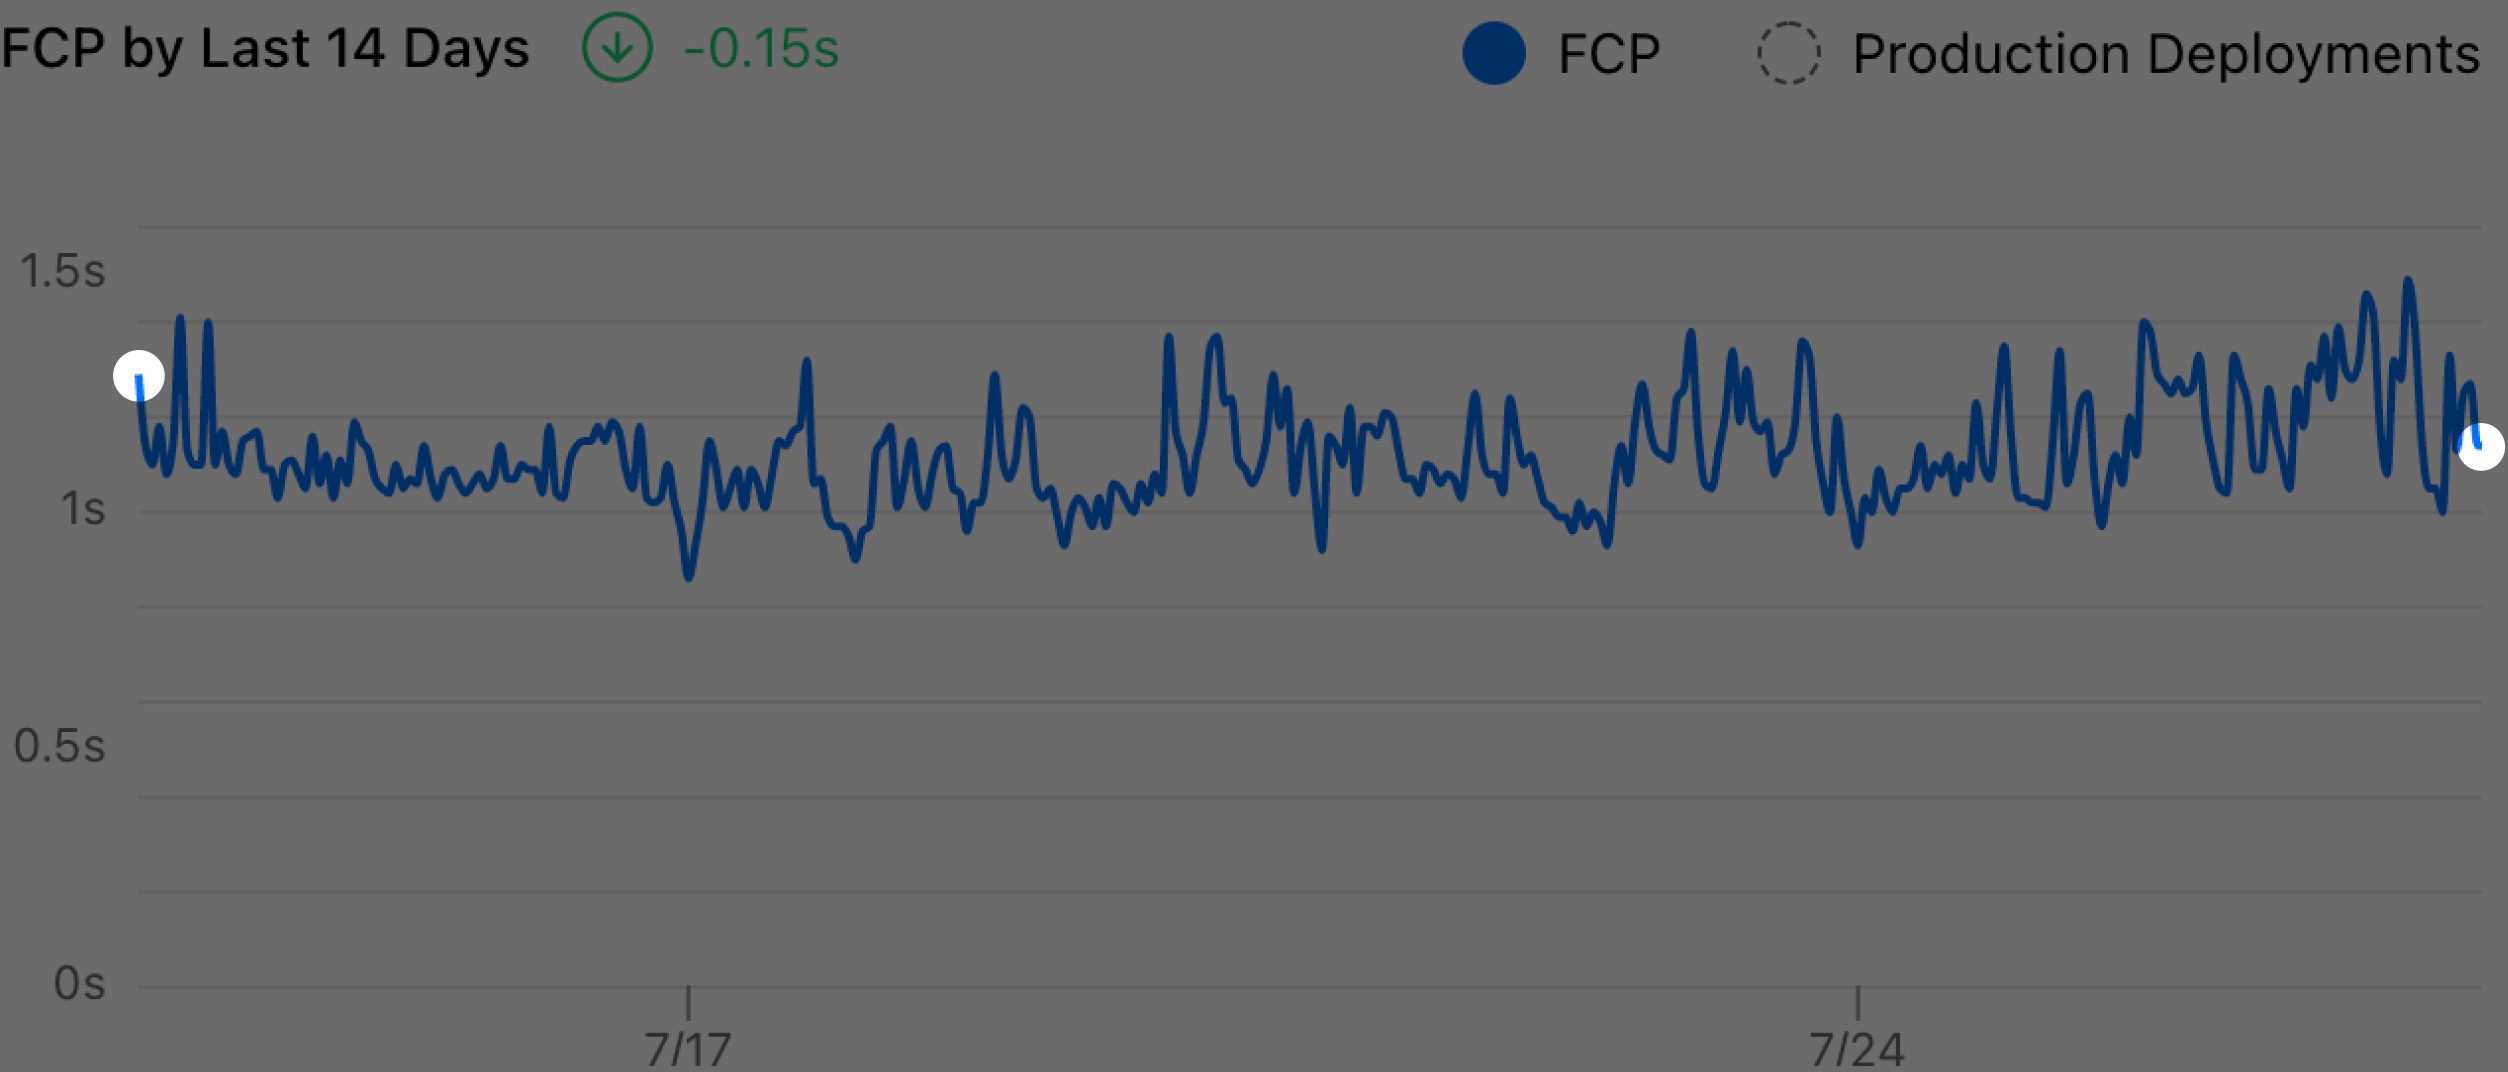 FCP by Last 14 Days -0.15s FCP Production Deployments
1.5s
1s
0.5s
0s
7/17 7/24